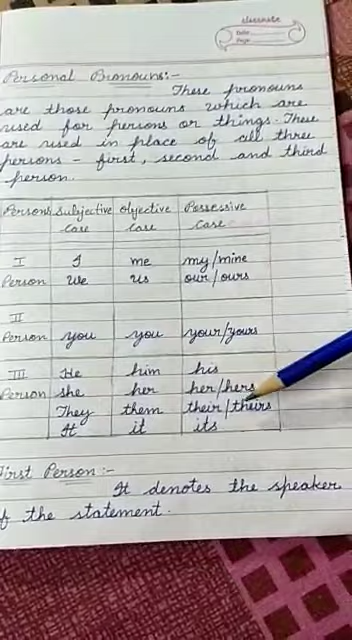 classmate
Date
Page
Personal Pronouns:-
These pronouns
are those pronouns which are
used for persons or things. These
are used in place of all three
persons - first, second and third
person.
Persons Subjective case Objective case Possessive case
I Person I me my/mine
We us our/ours
II Person you you your/yours
III Person He him his
she her her/hers
They them their/theirs
It it its
First Person:-
It denotes the speaker
of the statement.